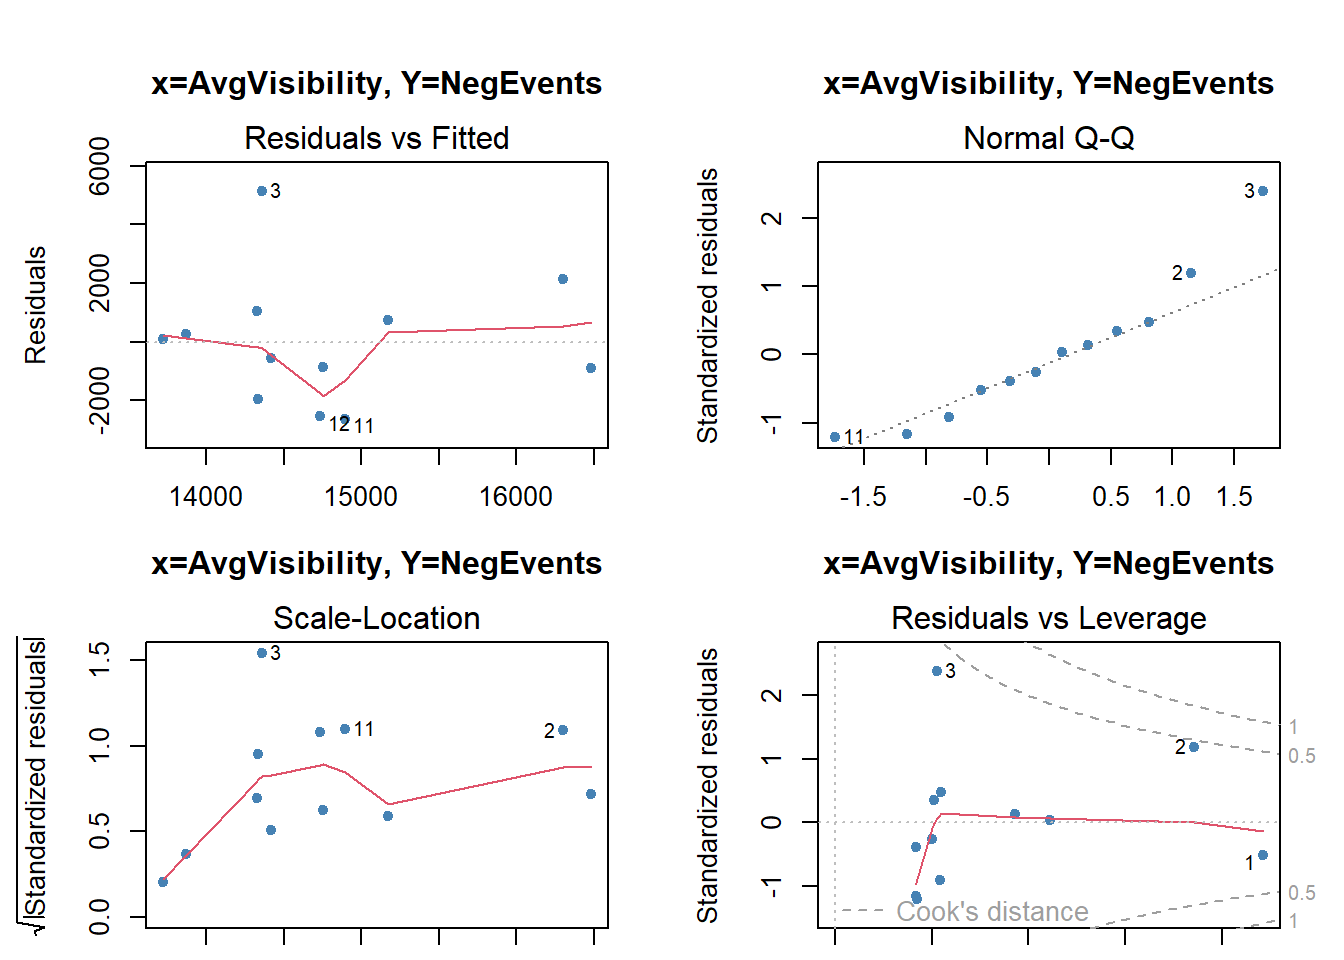 x=AvgVisibility, Y=NegEvents
Residuals vs Fitted
Residuals
6000
2000
-2000
3
12
11
14000 15000 16000
x=AvgVisibility, Y=NegEvents
Normal Q-Q
Standardized residuals
2
1
0
-1
3
2
11
-1.5 -0.5 0.5 1.0 1.5
x=AvgVisibility, Y=NegEvents
Scale-Location
√|Standardized residuals|
1.5
1.0
0.5
0.0
3
11
2
x=AvgVisibility, Y=NegEvents
Residuals vs Leverage
Standardized residuals
2
1
0
-1
3
2
1
1
0.5
0.5
1
Cook's distance